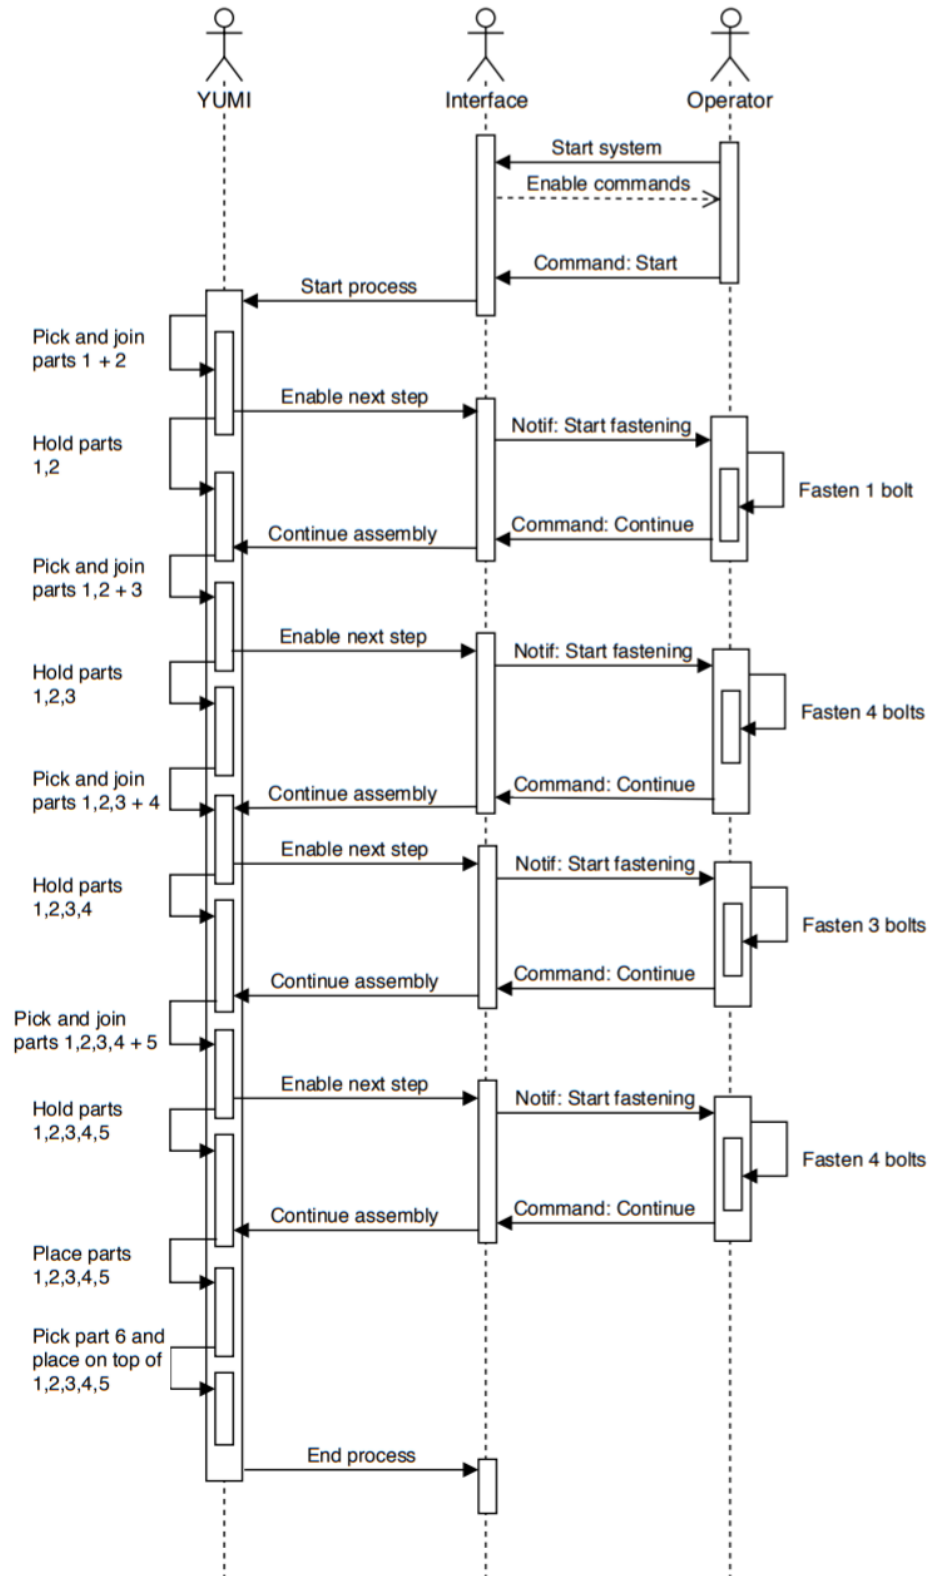 YUMI
Interface
Operator
Start system
Enable commands
Command: Start
Start process
Pick and join
parts 1 + 2
Enable next step
Notif: Start fastening
Hold parts
1,2
Fasten 1 bolt
Command: Continue
Continue assembly
Pick and join
parts 1,2 + 3
Enable next step
Notif: Start fastening
Hold parts
1,2,3
Fasten 4 bolts
Pick and join
parts 1,2,3 + 4
Command: Continue
Continue assembly
Enable next step
Notif: Start fastening
Hold parts
1,2,3,4
Fasten 3 bolts
Command: Continue
Continue assembly
Pick and join
parts 1,2,3,4 + 5
Enable next step
Notif: Start fastening
Hold parts
1,2,3,4,5
Fasten 4 bolts
Command: Continue
Continue assembly
Place parts
1,2,3,4,5
Pick part 6 and
place on top of
1,2,3,4,5
End process